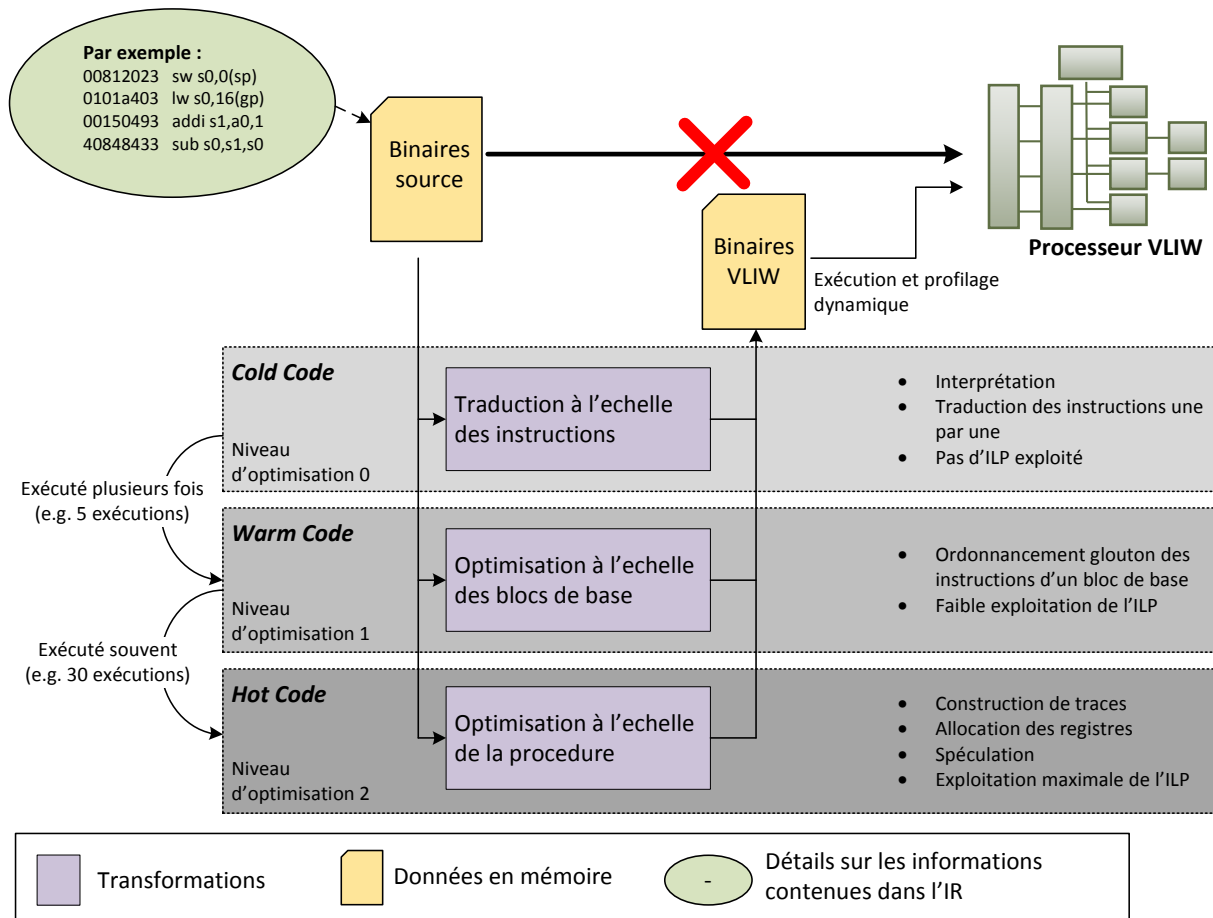 Par exemple :
00812023 sw s0,0(sp)
0101a403 lw s0,16(gp)
00150493 addi s1,a0,1
40848433 sub s0,s1,s0
Binaires
source
Processeur VLIW
Binaires
VLIW
Exécution et profilage
dynamique
Cold Code
Niveau
d’optimisation 0
Traduction à l’echelle
des instructions
• Interprétation
• Traduction des instructions une
par une
• Pas d’ILP exploité
Exécuté plusieurs fois
(e.g. 5 exécutions)
Warm Code
Niveau
d’optimisation 1
Optimisation à l’echelle
des blocs de base
• Ordonnancement glouton des
instructions d’un bloc de base
• Faible exploitation de l’ILP
Exécuté souvent
(e.g. 30 exécutions)
Hot Code
Niveau
d’optimisation 2
Optimisation à l’echelle
de la procedure
• Construction de traces
• Allocation des registres
• Spéculation
• Exploitation maximale de l’ILP
Transformations
Données en mémoire
-
Détails sur les informations
contenues dans l’IR